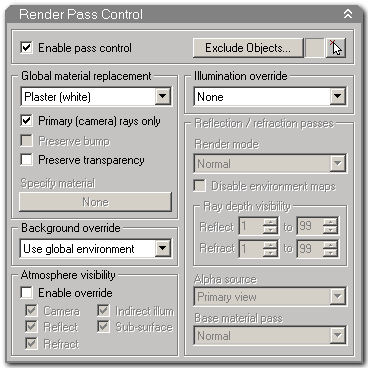 Render Pass Control
Enable pass control
Exclude Objects...
Global material replacement
Plaster (white)
Primary (camera) rays only
Preserve bump
Preserve transparency
Specify material
None
Background override
Use global environment
Atmosphere visibility
Enable override
Camera
Indirect illum
Reflect
Sub-surface
Refract
Illumination override
None
Reflection / refraction passes
Render mode
Normal
Disable environment maps
Ray depth visibility
Reflect 1 to 99
Refract 1 to 99
Alpha source
Primary view
Base material pass
Normal